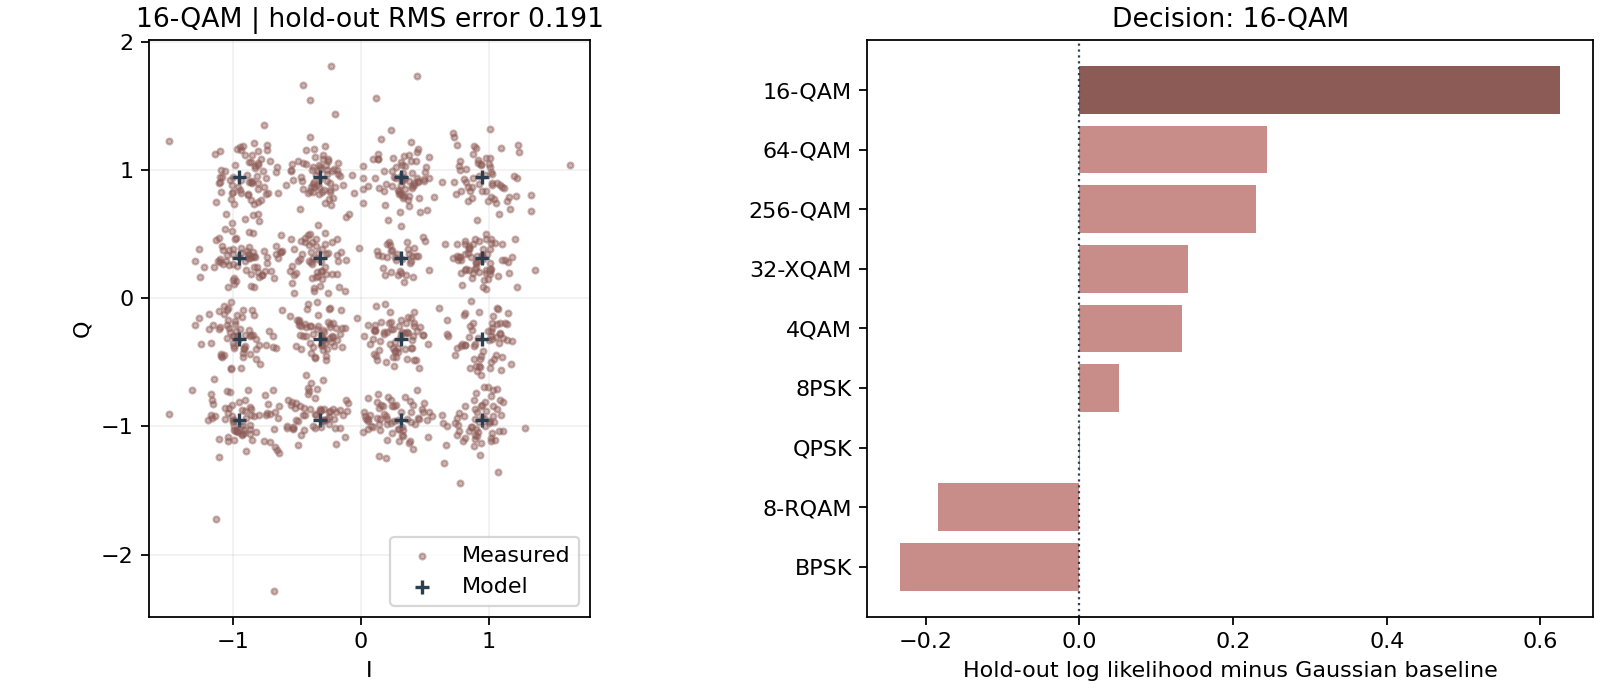 16-QAM | hold-out RMS error 0.191
2
1
0
−1
−2
Q
−1
0
1
I
Measured
Model
Decision: 16-QAM
16-QAM
64-QAM
256-QAM
32-XQAM
4QAM
8PSK
QPSK
8-RQAM
BPSK
−0.2
0.0
0.2
0.4
0.6
Hold-out log likelihood minus Gaussian baseline